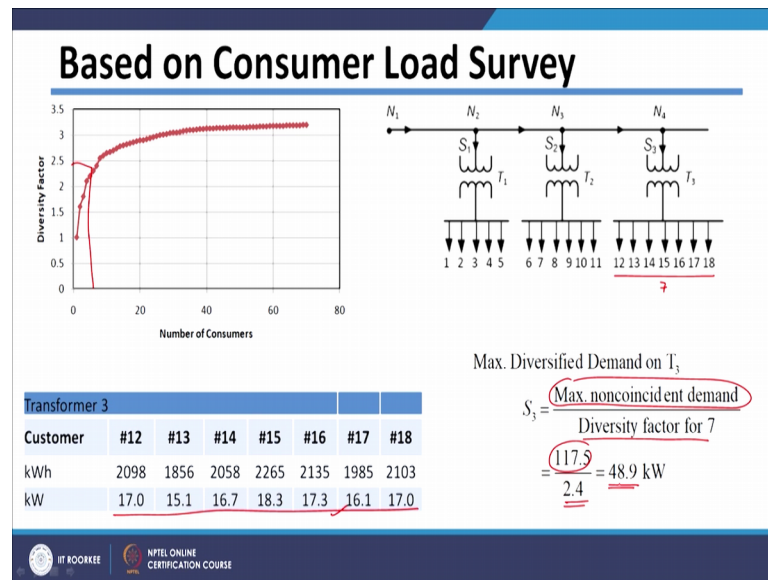 Based on Consumer Load Survey
3.5
3
2.5
2
1.5
1
0.5
0
Diversity Factor
0 20 40 60 80
Number of Consumers
N1 N2 N3 N4
S1 S2 S3
T1 T2 T3
1 2 3 4 5 6 7 8 9 10 11 12 13 14 15 16 17 18
7
Max. Diversified Demand on T3
S3 = Max. noncoincident demand
Diversity factor for 7
= 117.5 = 48.9 kW
2.4
Transformer 3
Customer #12 #13 #14 #15 #16 #17 #18
kWh 2098 1856 2058 2265 2135 1985 2103
kW 17.0 15.1 16.7 18.3 17.3 16.1 17.0
IIT ROORKEE
NPTEL ONLINE
CERTIFICATION COURSE